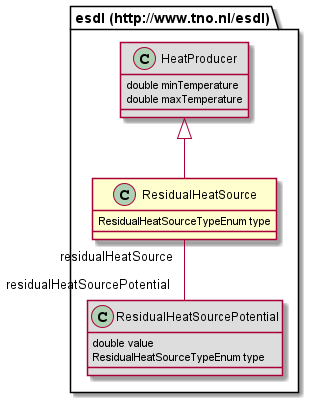 esdl (http://www.tno.nl/esdl)
C HeatProducer
double minTemperature
double maxTemperature
C ResidualHeatSource
ResidualHeatSourceTypeEnum type
residualHeatSource
residualHeatSourcePotential
C ResidualHeatSourcePotential
double value
ResidualHeatSourceTypeEnum type